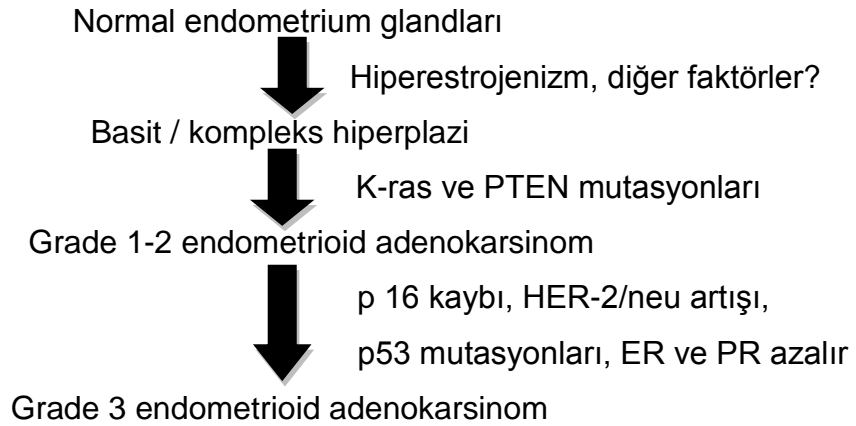 Normal endometrium glandları
Hiperestrojenizm, diğer faktörler?
Basit / kompleks hiperplazi
K-ras ve PTEN mutasyonları
Grade 1-2 endometrioid adenokarsinom
p 16 kaybı, HER-2/neu artışı,
p53 mutasyonları, ER ve PR azalır
Grade 3 endometrioid adenokarsinom